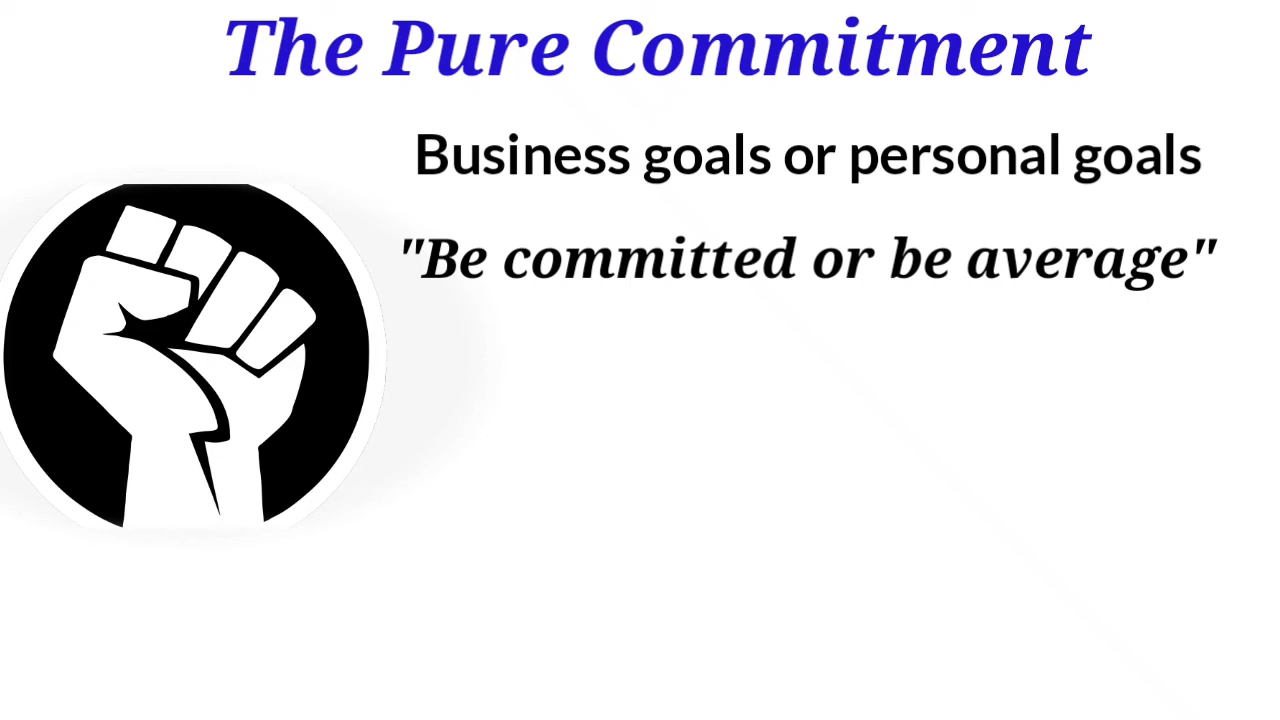 The Pure Commitment
Business goals or personal goals
"Be committed or be average"